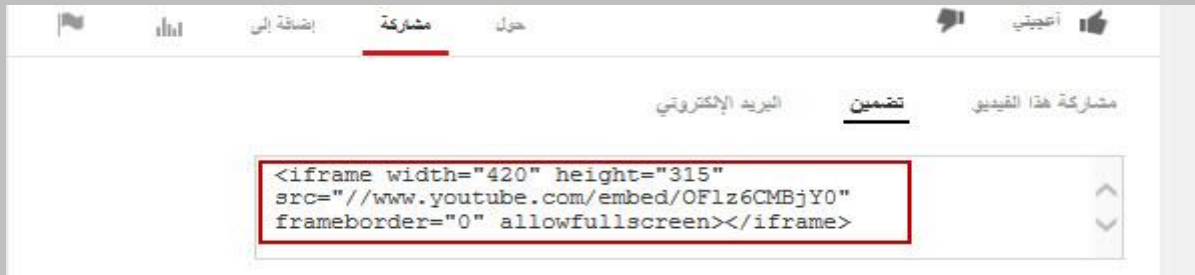 أعجبني حول مشاركة إضافة إلى
مشاركة هذا الفيديو تضمين البريد الإلكتروني
<iframe width="420" height="315"
src="//www.youtube.com/embed/OFlz6CMBjY0"
frameborder="0" allowfullscreen></iframe>